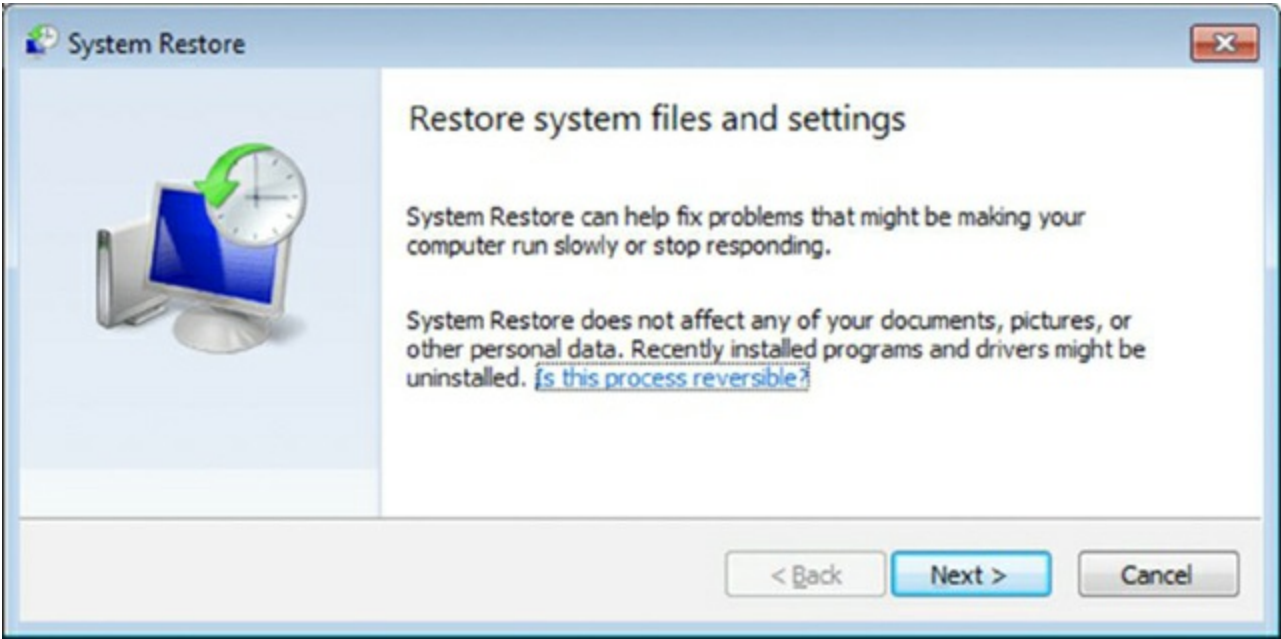 System Restore
Restore system files and settings
System Restore can help fix problems that might be making your
computer run slowly or stop responding.
System Restore does not affect any of your documents, pictures, or
other personal data. Recently installed programs and drivers might be
uninstalled. Is this process reversible?
< Back Next > Cancel